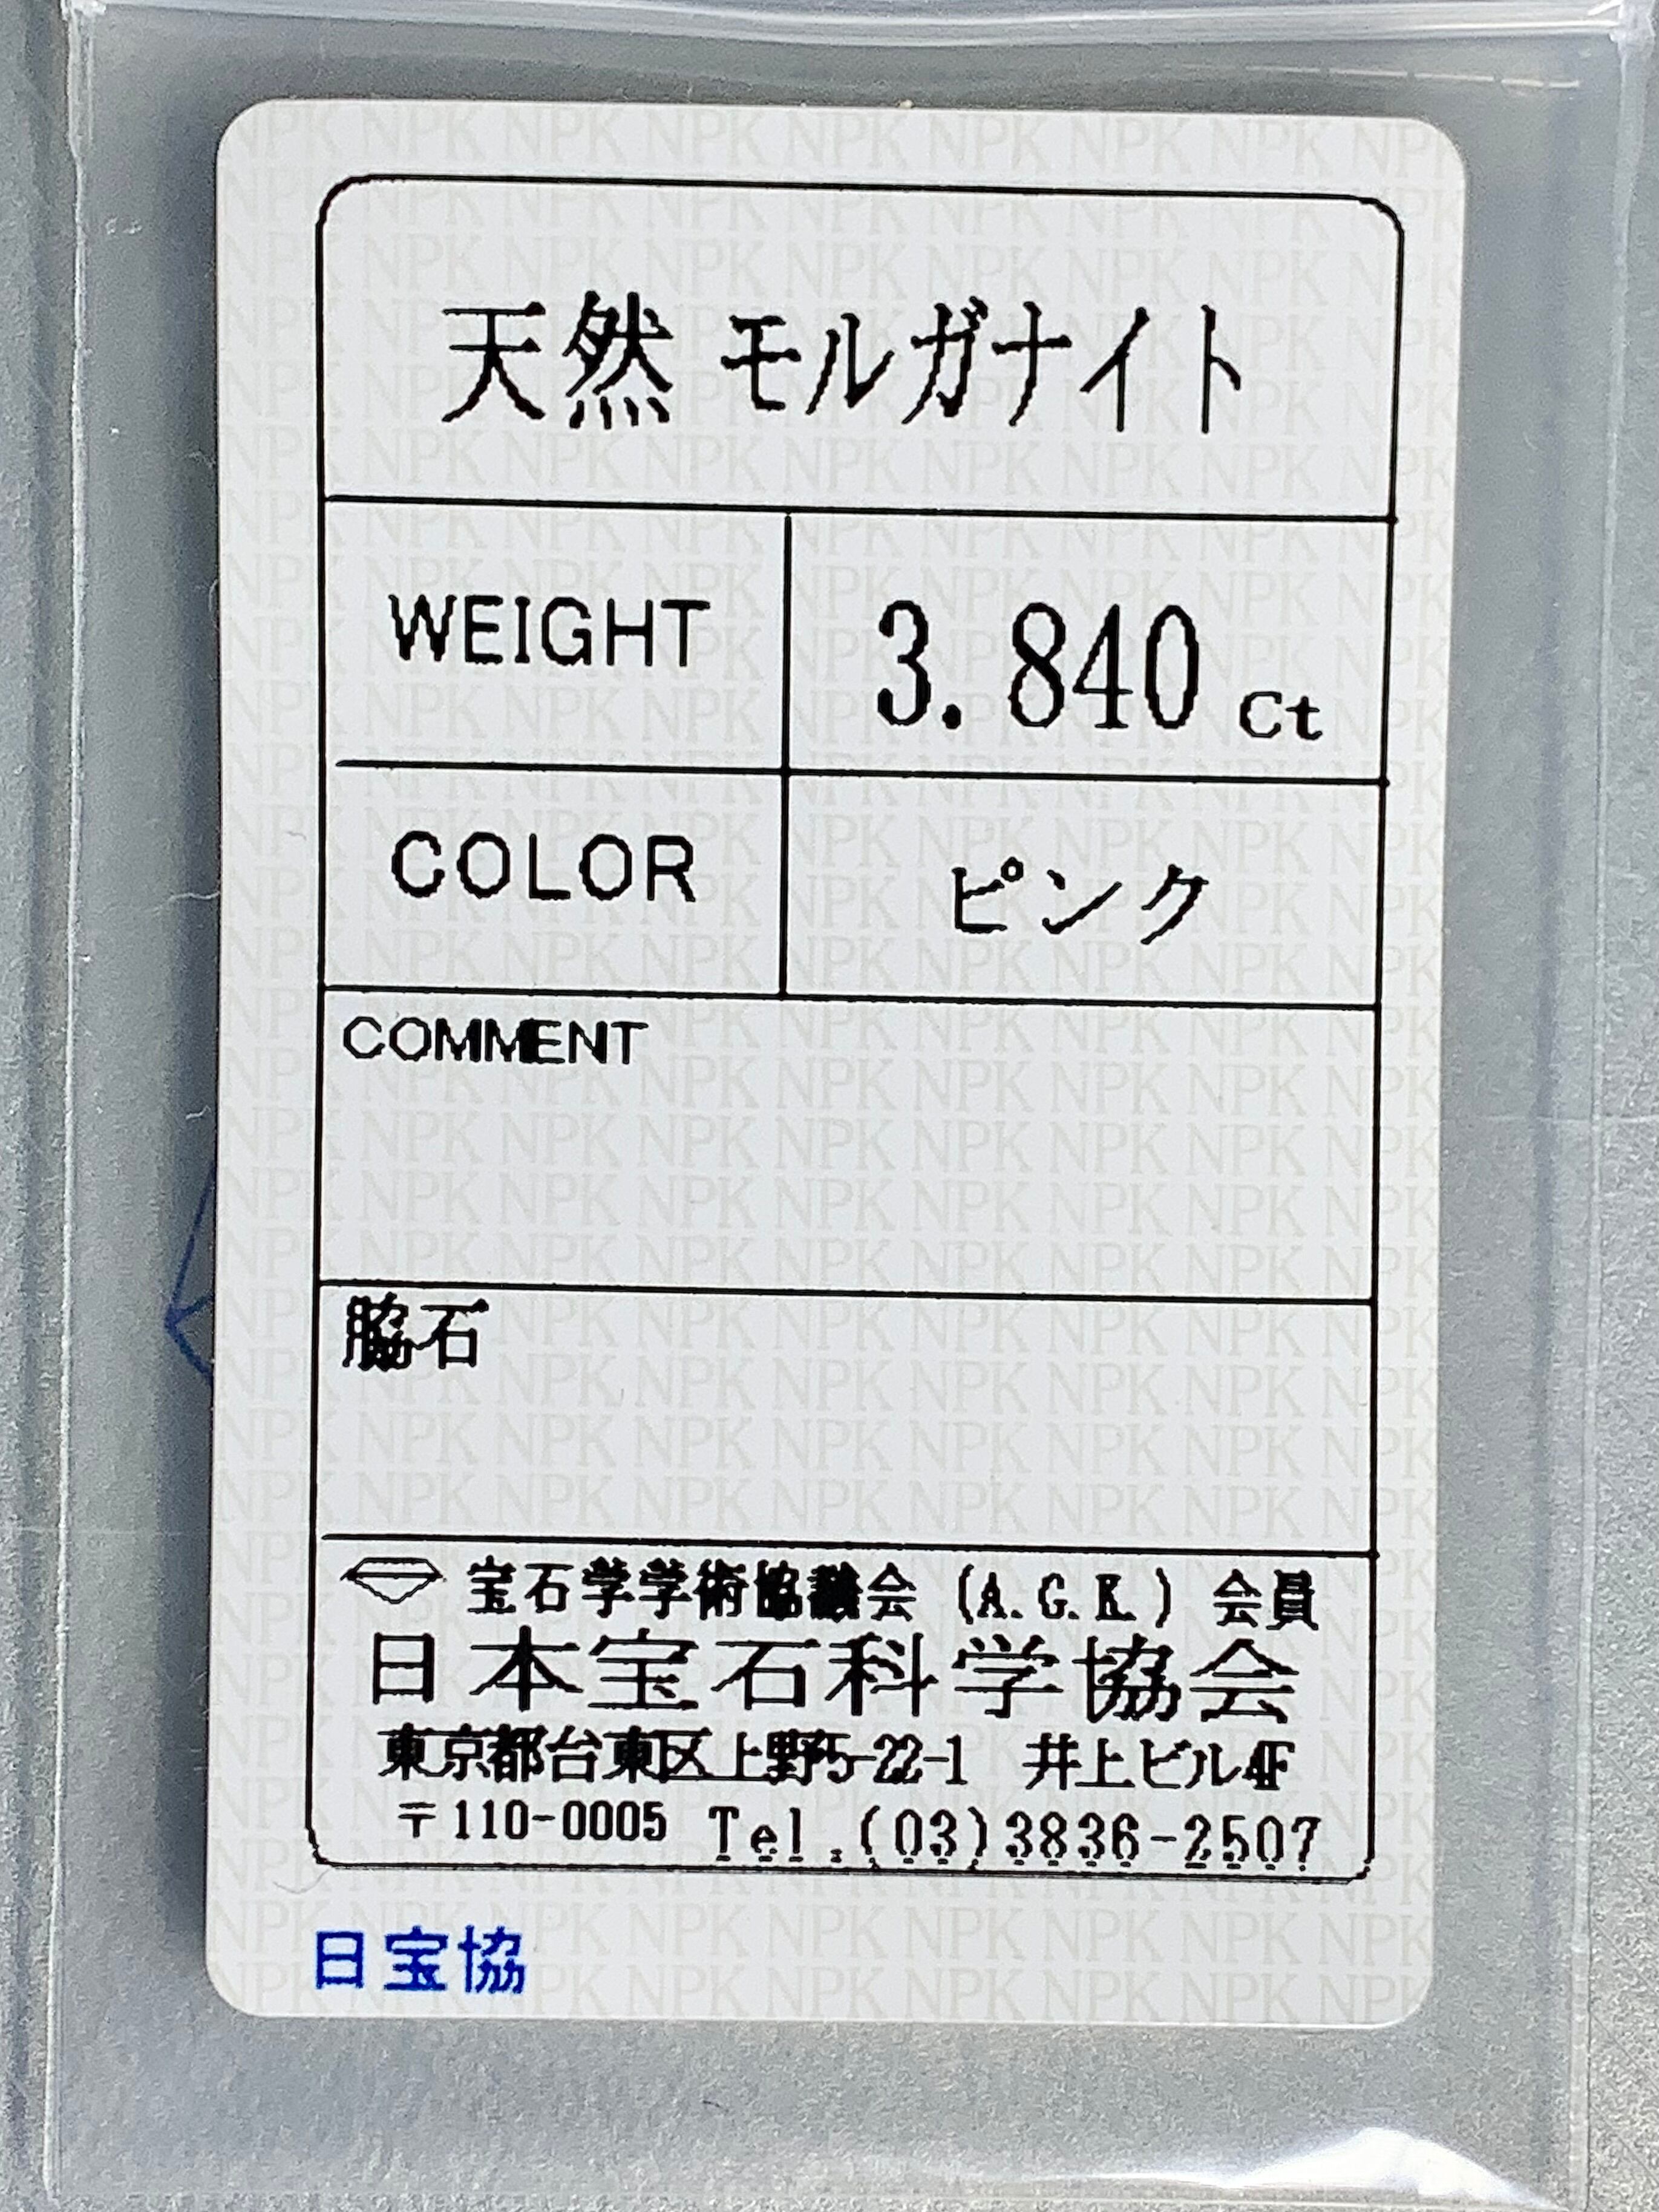 天然 モルガナイト
WEIGHT 3.840 ct
COLOR ピンク
COMMENT
脇石
宝石学学術協議会 (A.G.K.) 会員
日本宝石科学協会
東京都台東区上野5-22-1 井上ビル4F
〒110-0005 Tel.(03)3836-2507
日宝協